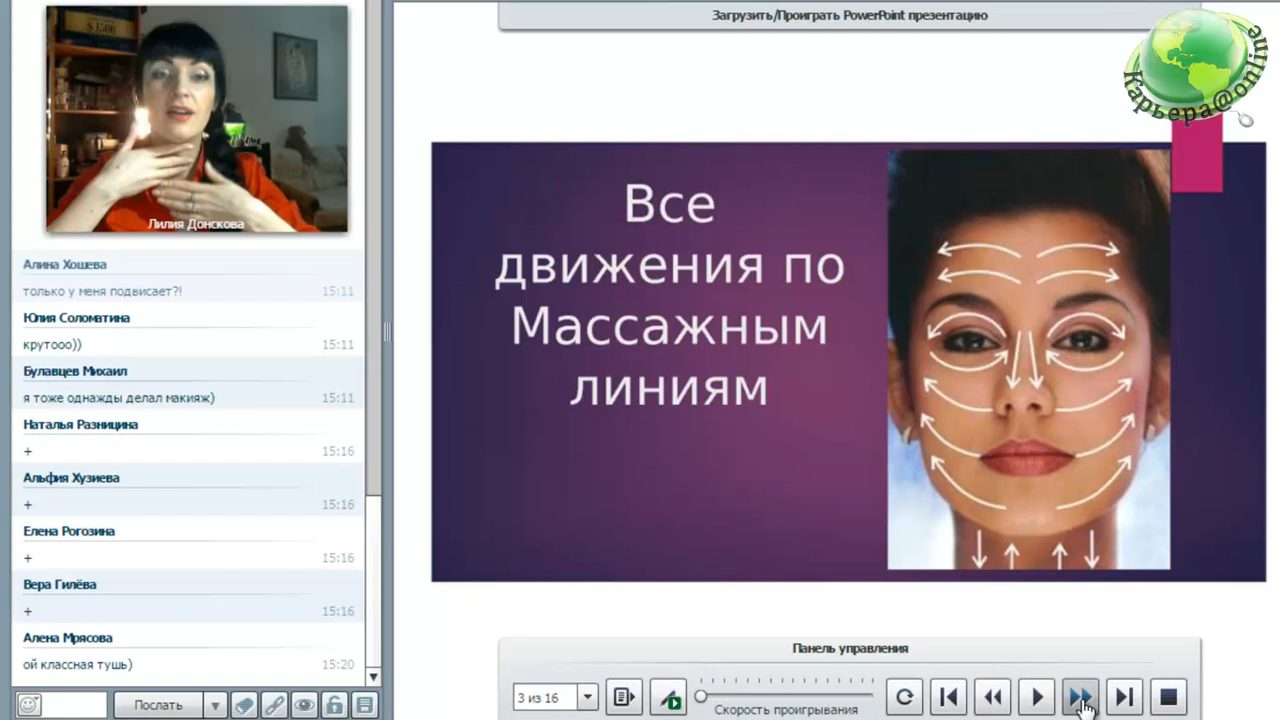 Загрузить/Проиграть PowerPoint презентацию
Карьера@online
S 1500
Лилия Донскова
Алина Хошева
только у меня подвисает?!
15:11
Юлия Соломатина
крутооо))
15:11
Булавцев Михаил
я тоже однажды делал макияж)
15:11
Наталья Разницина
+
15:16
Альфия Хузиева
+
15:16
Елена Рогозина
+
15:16
Вера Гилёва
+
15:16
Алена Мрясова
ой классная тушь)
15:20
Послать
Все
движения по
Массажным
линиям
Панель управления
3 из 16
Скорость проигрывания